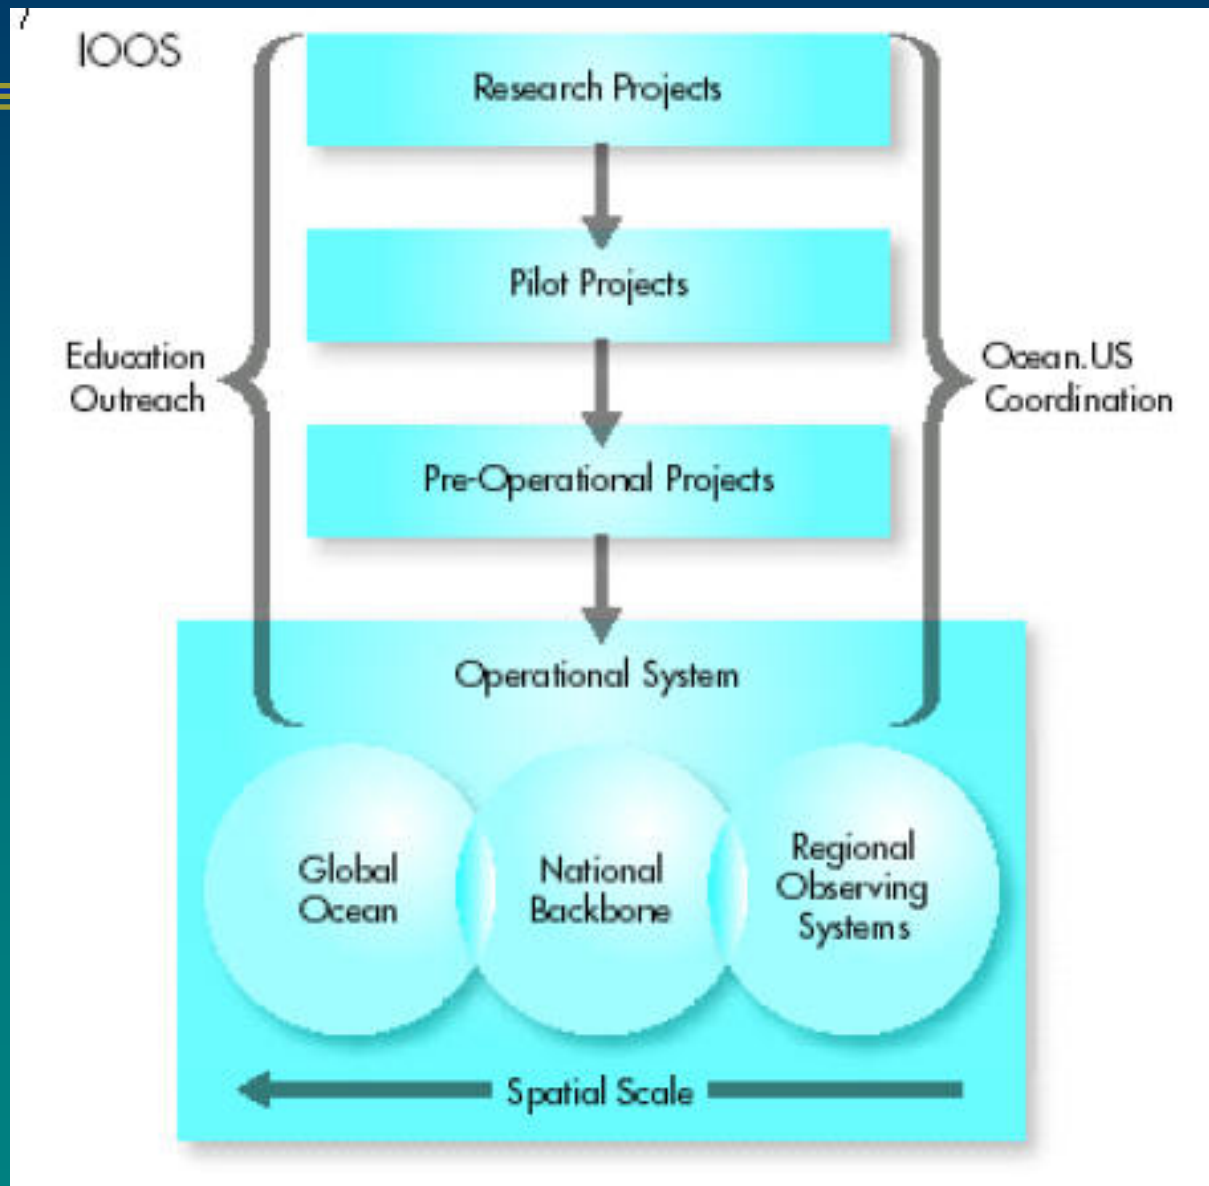 IOOS
Research Projects
Pilot Projects
Education
Outreach
Ocean.US
Coordination
Pre-Operational Projects
Operational System
Global
Ocean
National
Backbone
Regional
Observing
Systems
Spatial Scale